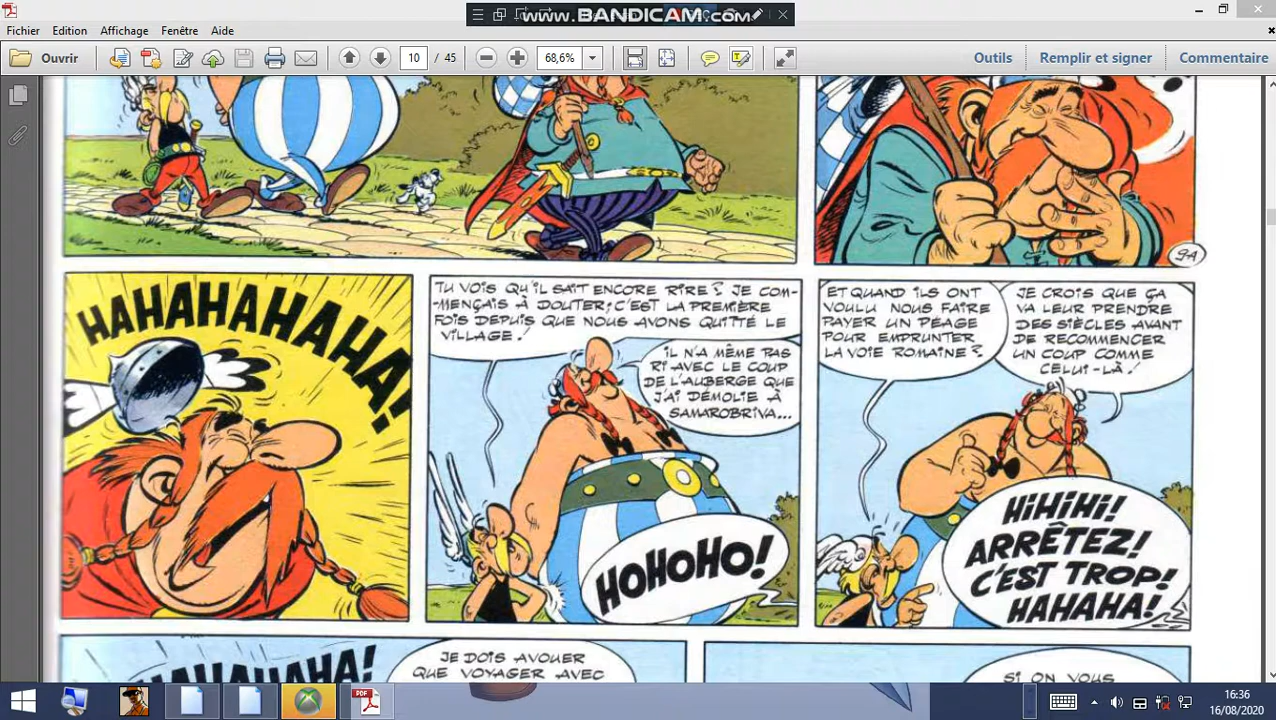 www.BANDICAM.com
Fichier Edition Affichage Fenêtre Aide
Ouvrir 10 / 45 68,6% Outils Remplir et signer Commentaire
9A
HAHAHAHAHA!
TU VOIS QU'IL SAIT ENCORE RIRE? JE COM-
-MENÇAIS À DOUTER; C'EST LA PREMIÈRE
FOIS DEPUIS QUE NOUS AVONS QUITTÉ LE
VILLAGE!
IL N'A MÊME PAS
RI AVEC LE COUP
DE L'AUBERGE QUE
J'AI DÉMOLIE À
SAMAROBRIVA...
HOHOHO!
ET QUAND ILS ONT
VOULU NOUS FAIRE
PAYER UN PÉAGE
POUR EMPRUNTER
LA VOIE ROMAINE?
JE CROIS QUE ÇA
VA LEUR PRENDRE
DES SIÈCLES AVANT
DE RECOMMENCER
UN COUP COMME
CELUI-LÀ!
HIHIHI!
ARRÊTEZ!
C'EST TROP!
HAHAHA!
HAHAHAHA!
JE DOIS AVOUER
QUE VOYAGER AVEC
SI ON VOUS
16:36
16/08/2020